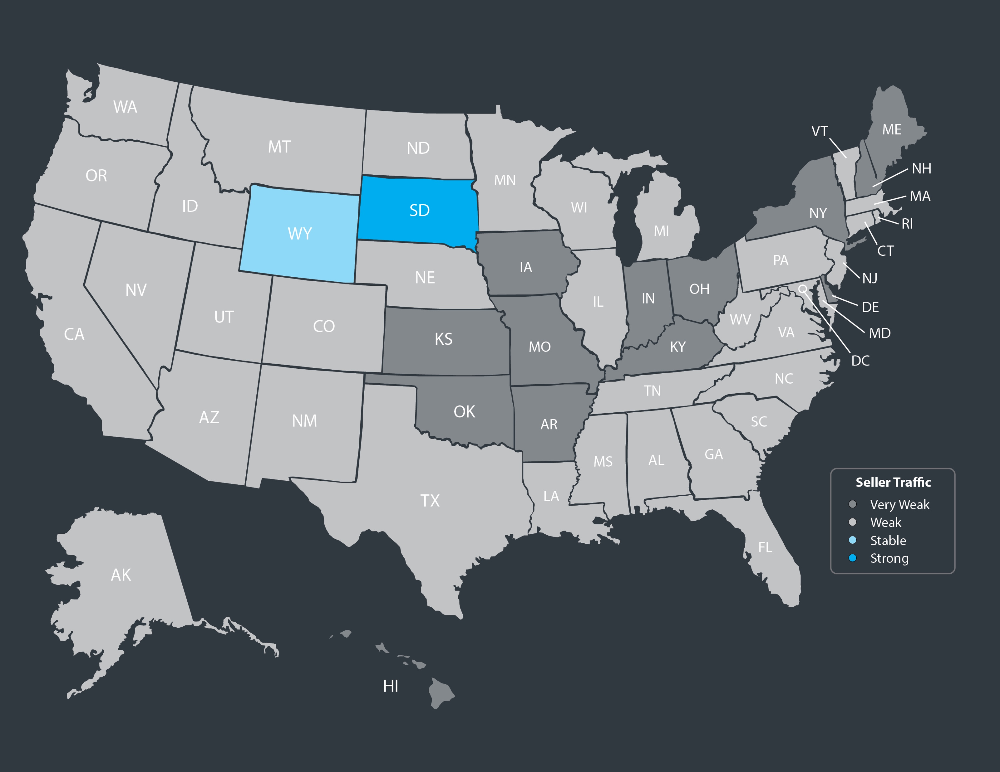 WA
MT
ND
VT
ME
OR
MN
NH
ID
SD
WI
MA
WY
NY
MI
RI
CT
PA
IA
NE
NJ
NV
OH
IN
IL
DE
UT
WV
CO
VA
MD
CA
KS
MO
KY
DC
NC
TN
AZ
NM
OK
AR
SC
GA
MS
AL
LA
TX
FL
AK
HI
Seller Traffic
Very Weak
Weak
Stable
Strong